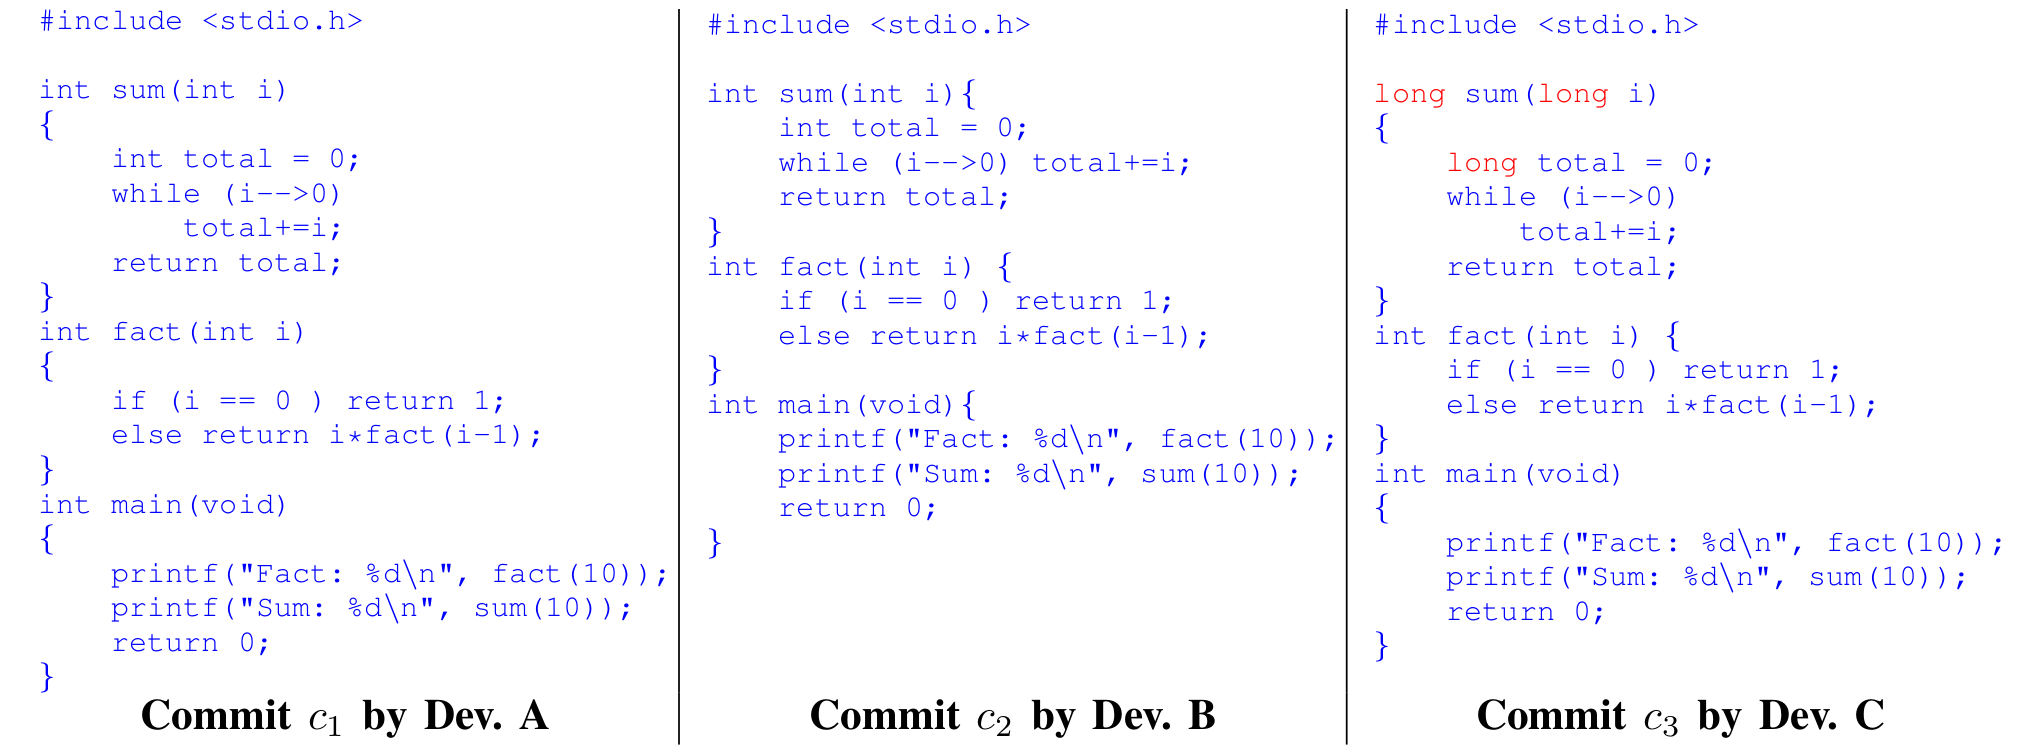 #include <stdio.h>
int sum(int i)
{
    int total = 0;
    while (i-->0)
        total+=i;
    return total;
}
int fact(int i)
{
    if (i == 0 ) return 1;
    else return i*fact(i-1);
}
int main(void)
{
    printf("Fact: %d\n", fact(10));
    printf("Sum: %d\n", sum(10));
    return 0;
}
Commit c1 by Dev. A
#include <stdio.h>
int sum(int i){
    int total = 0;
    while (i-->0) total+=i;
    return total;
}
int fact(int i) {
    if (i == 0 ) return 1;
    else return i*fact(i-1);
}
int main(void){
    printf("Fact: %d\n", fact(10));
    printf("Sum: %d\n", sum(10));
    return 0;
}
Commit c2 by Dev. B
#include <stdio.h>
long sum(long i)
{
    long total = 0;
    while (i-->0)
        total+=i;
    return total;
}
int fact(int i) {
    if (i == 0 ) return 1;
    else return i*fact(i-1);
}
int main(void)
{
    printf("Fact: %d\n", fact(10));
    printf("Sum: %d\n", sum(10));
    return 0;
}
Commit c3 by Dev. C